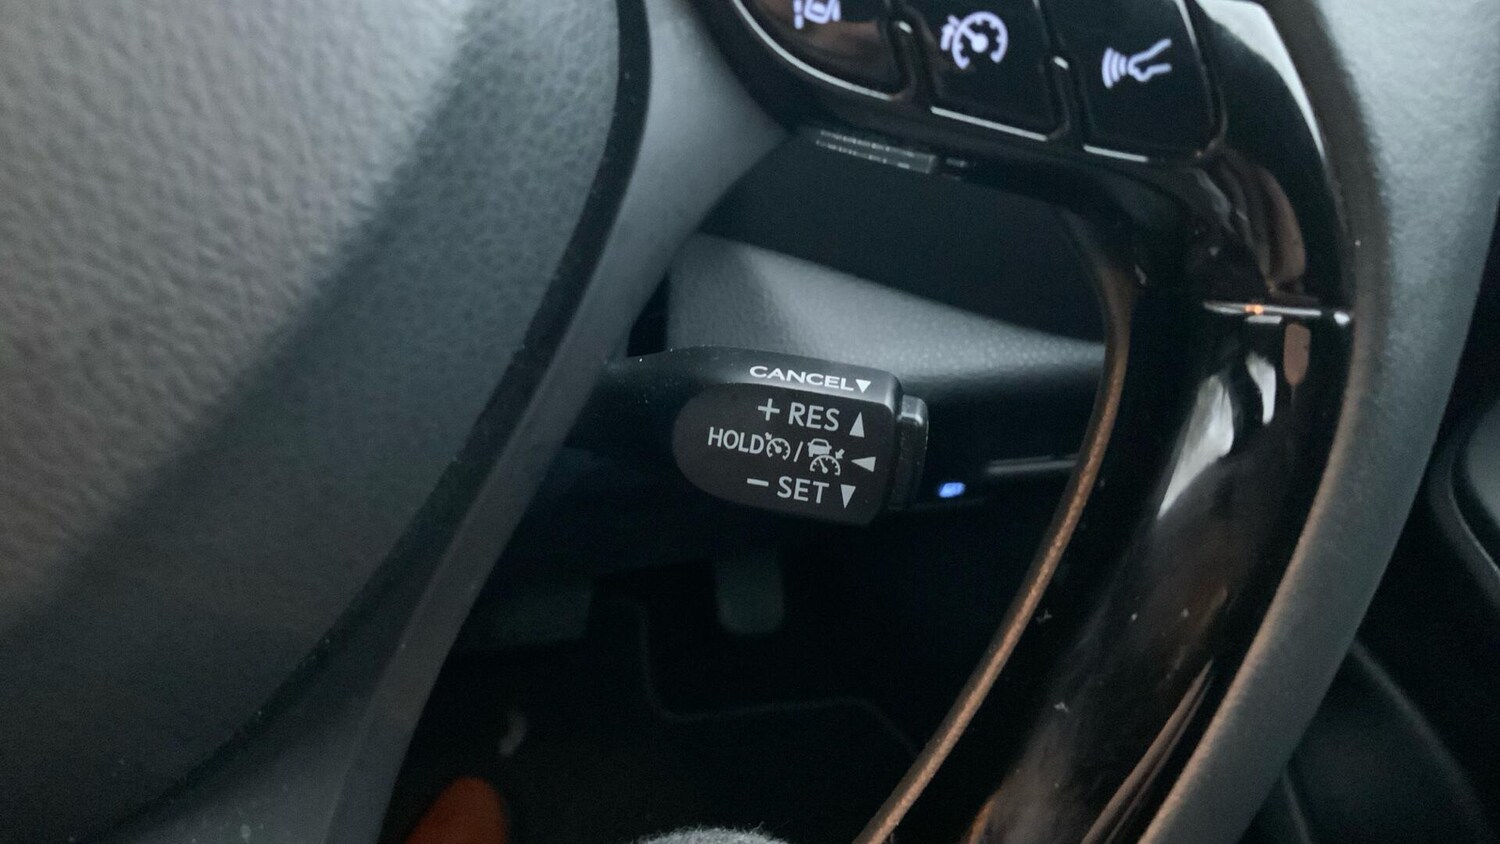 CANCEL▼
+ RES ▲
HOLD / ◄
− SET ▼